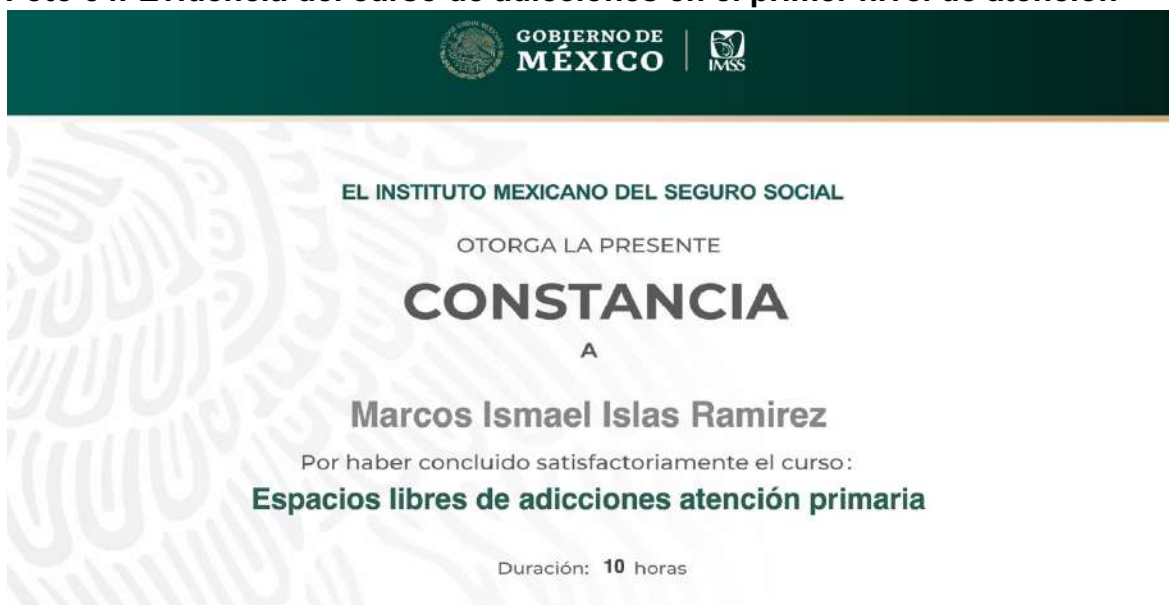 GOBIERNO DE
MÉXICO
IMSS
EL INSTITUTO MEXICANO DEL SEGURO SOCIAL
OTORGA LA PRESENTE
CONSTANCIA
A
Marcos Ismael Islas Ramirez
Por haber concluido satisfactoriamente el curso:
Espacios libres de adicciones atención primaria
Duración: 10 horas